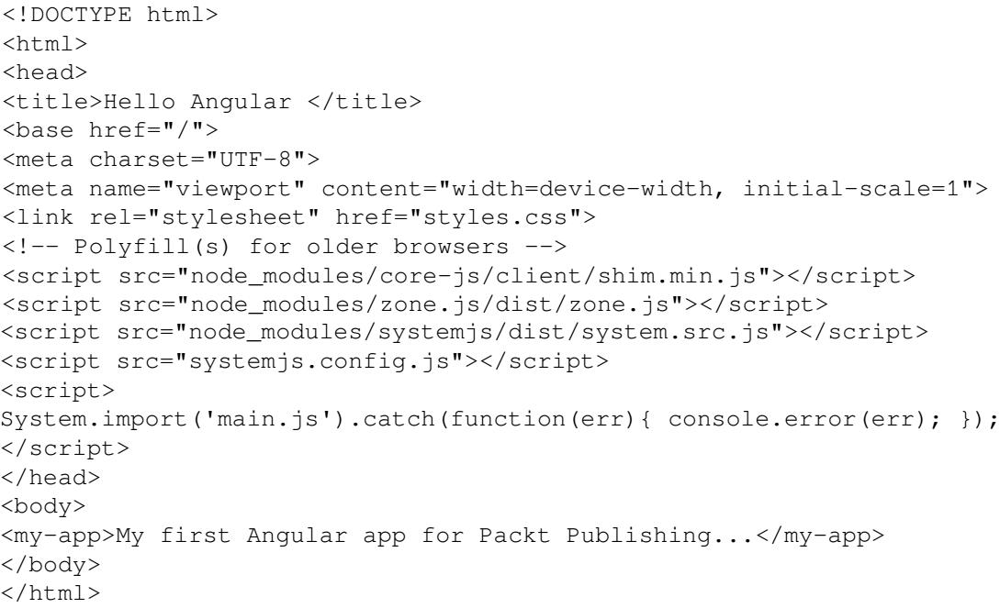 <!DOCTYPE html>
<html>
<head>
<title>Hello Angular </title>
<base href="/">
<meta charset="UTF-8">
<meta name="viewport" content="width=device-width, initial-scale=1">
<link rel="stylesheet" href="styles.css">
<!-- Polyfill(s) for older browsers -->
<script src="node_modules/core-js/client/shim.min.js"></script>
<script src="node_modules/zone.js/dist/zone.js"></script>
<script src="node_modules/systemjs/dist/system.src.js"></script>
<script src="systemjs.config.js"></script>
<script>
System.import('main.js').catch(function(err){ console.error(err); });
</script>
</head>
<body>
<my-app>My first Angular app for Packt Publishing...</my-app>
</body>
</html>